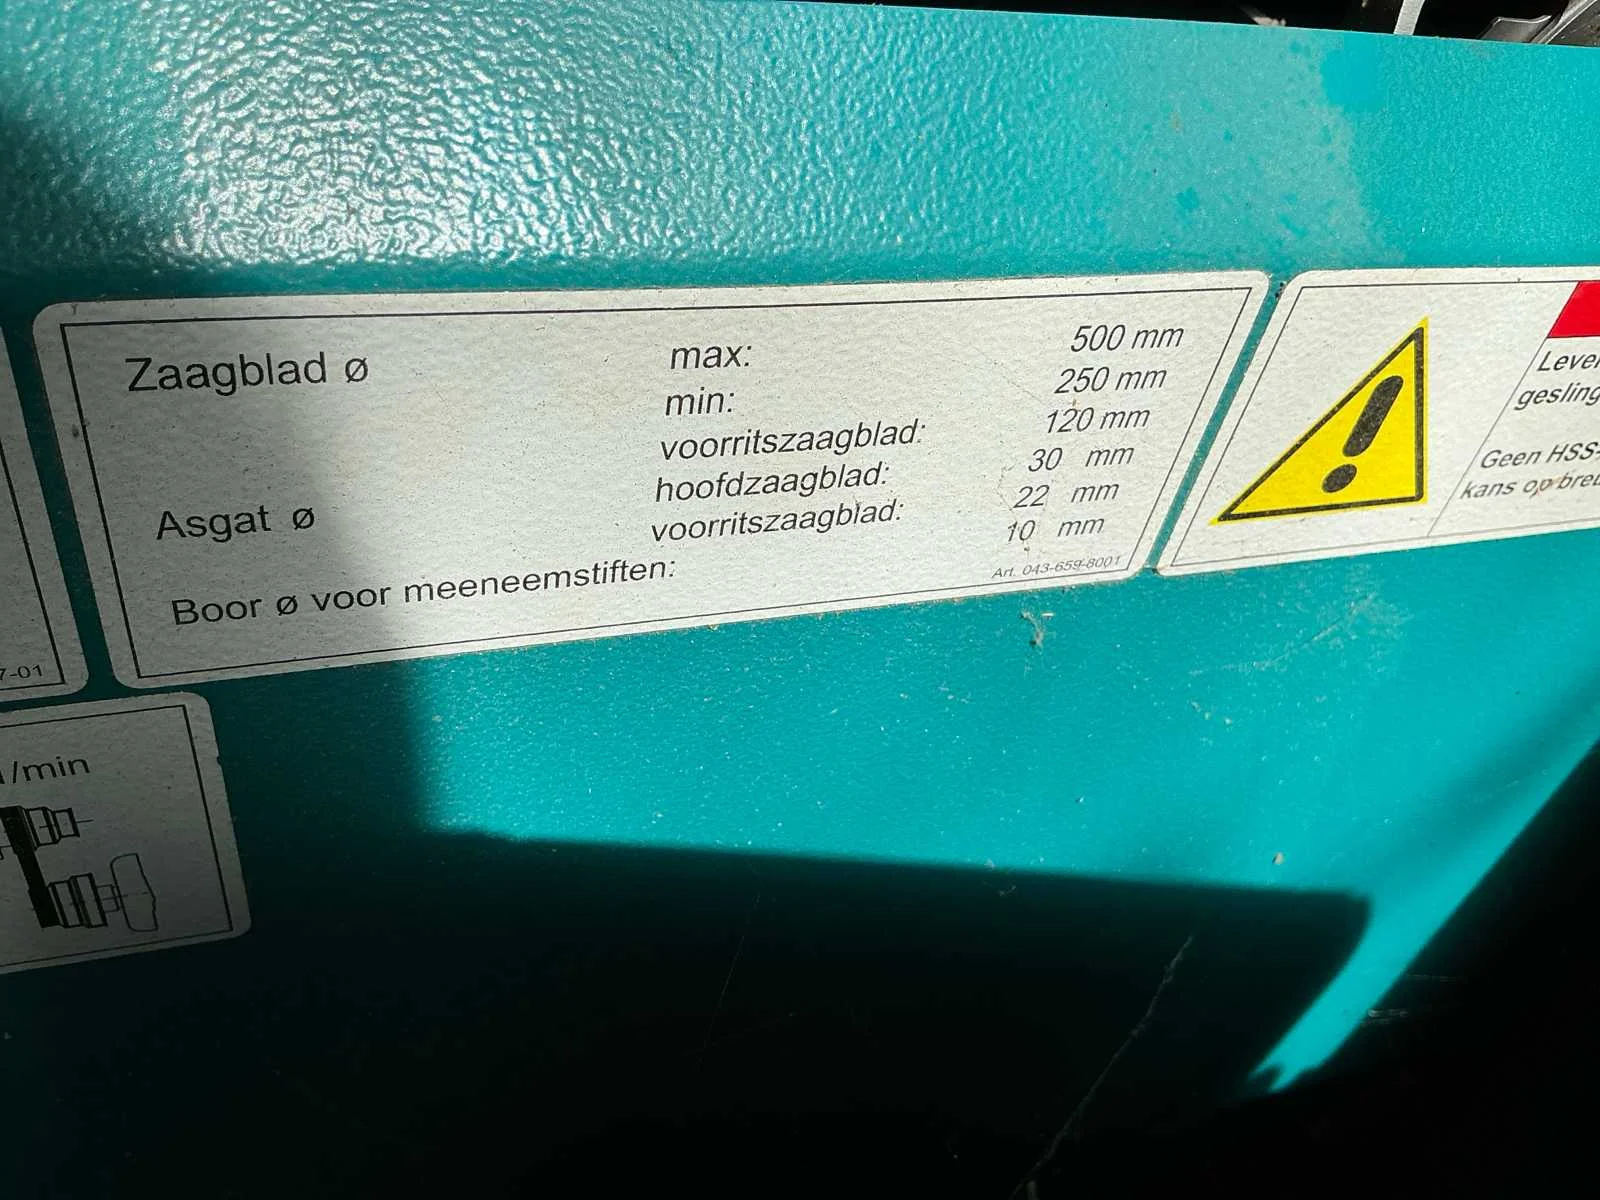 Zaagblad ø max: 500 mm
min: 250 mm
voorritszaagblad: 120 mm
Asgat ø hoofdzaagblad: 30 mm
voorritszaagblad: 22 mm
Boor ø voor meeneemstiften: 10 mm
Art. 043-659-8001
Geen HSS-
kans op
7-01
/min